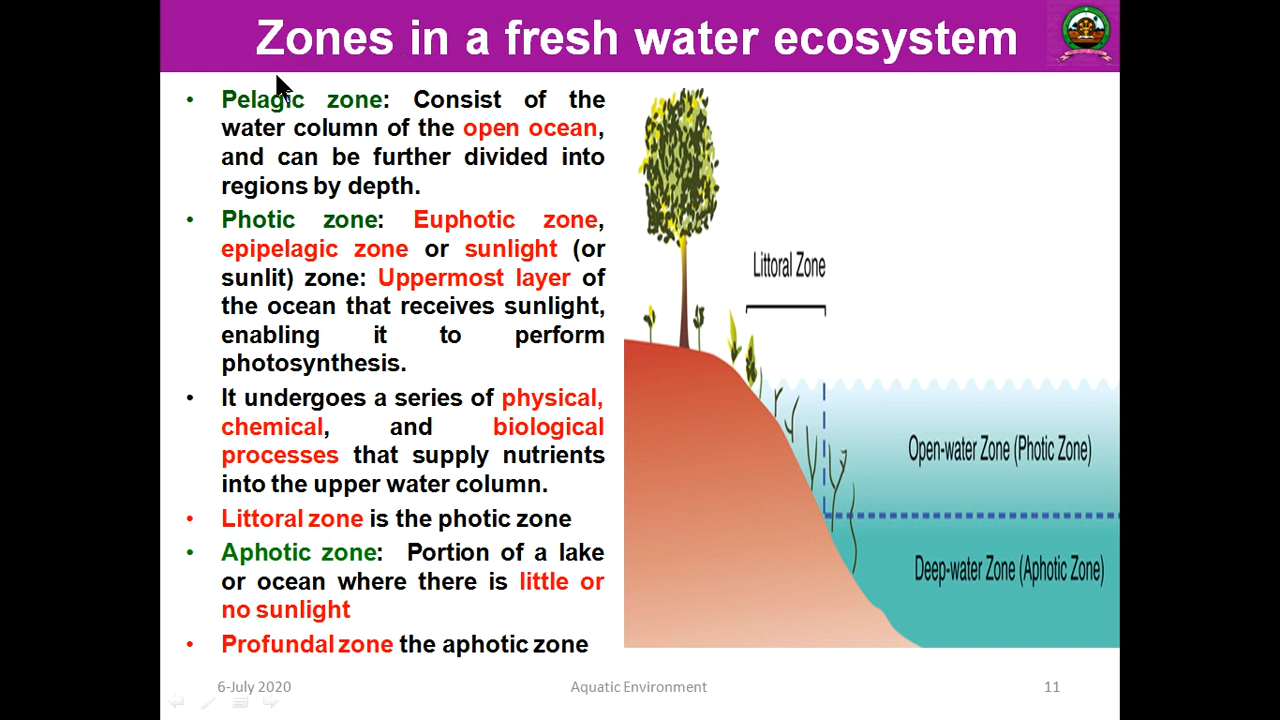 Zones in a fresh water ecosystem
• Pelagic zone: Consist of the
water column of the open ocean,
and can be further divided into
regions by depth.
• Photic zone: Euphotic zone,
epipelagic zone or sunlight (or
sunlit) zone: Uppermost layer of
the ocean that receives sunlight,
enabling it to perform
photosynthesis.
• It undergoes a series of physical,
chemical, and biological
processes that supply nutrients
into the upper water column.
• Littoral zone is the photic zone
• Aphotic zone: Portion of a lake
or ocean where there is little or
no sunlight
• Profundal zone the aphotic zone
Littoral Zone
Open-water Zone (Photic Zone)
Deep-water Zone (Aphotic Zone)
6-July 2020
Aquatic Environment
11